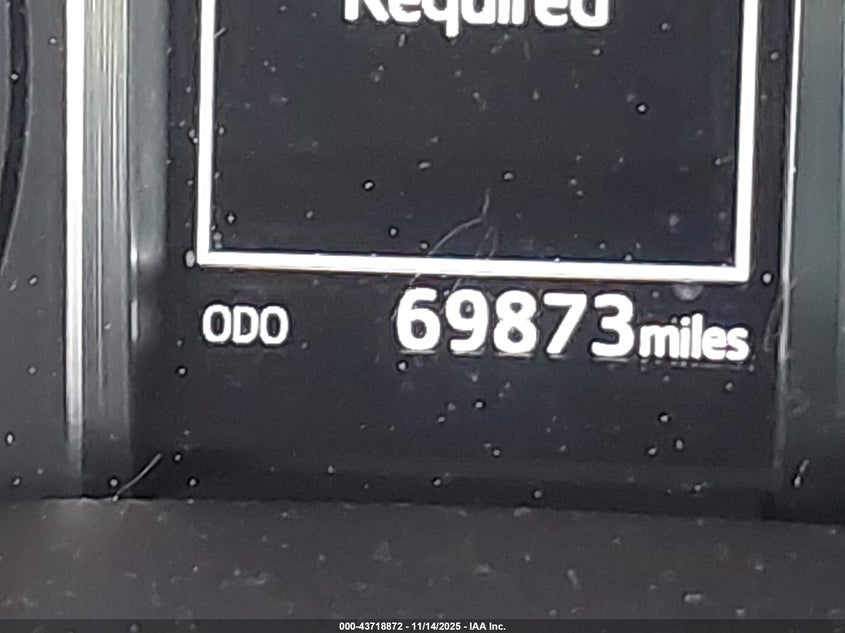 Required
ODO 69873 miles
000-43718872 - 11/14/2025 - IAA Inc.